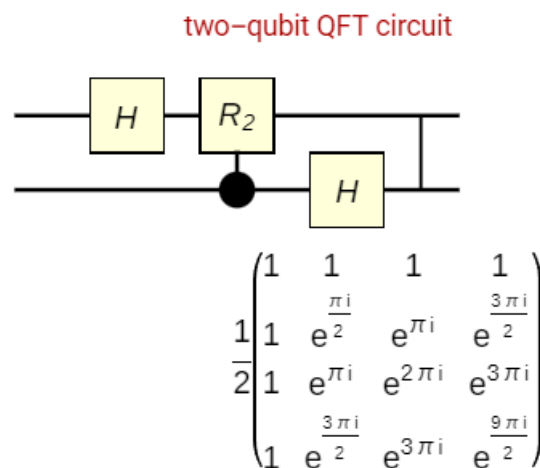 two–qubit QFT circuit
H R₂
H
1 1 1 1
1 e^(πi/2) e^(πi) e^(3πi/2)
1/2
1 e^(πi) e^(2πi) e^(3πi)
1 e^(3πi/2) e^(3πi) e^(9πi/2)